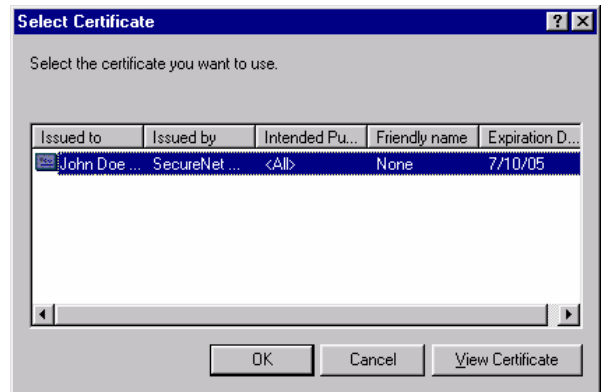 Select Certificate
Select the certificate you want to use.
Issued to Issued by Intended Pu... Friendly name Expiration D...
John Doe ... SecureNet ... <All> None 7/10/05
OK Cancel View Certificate